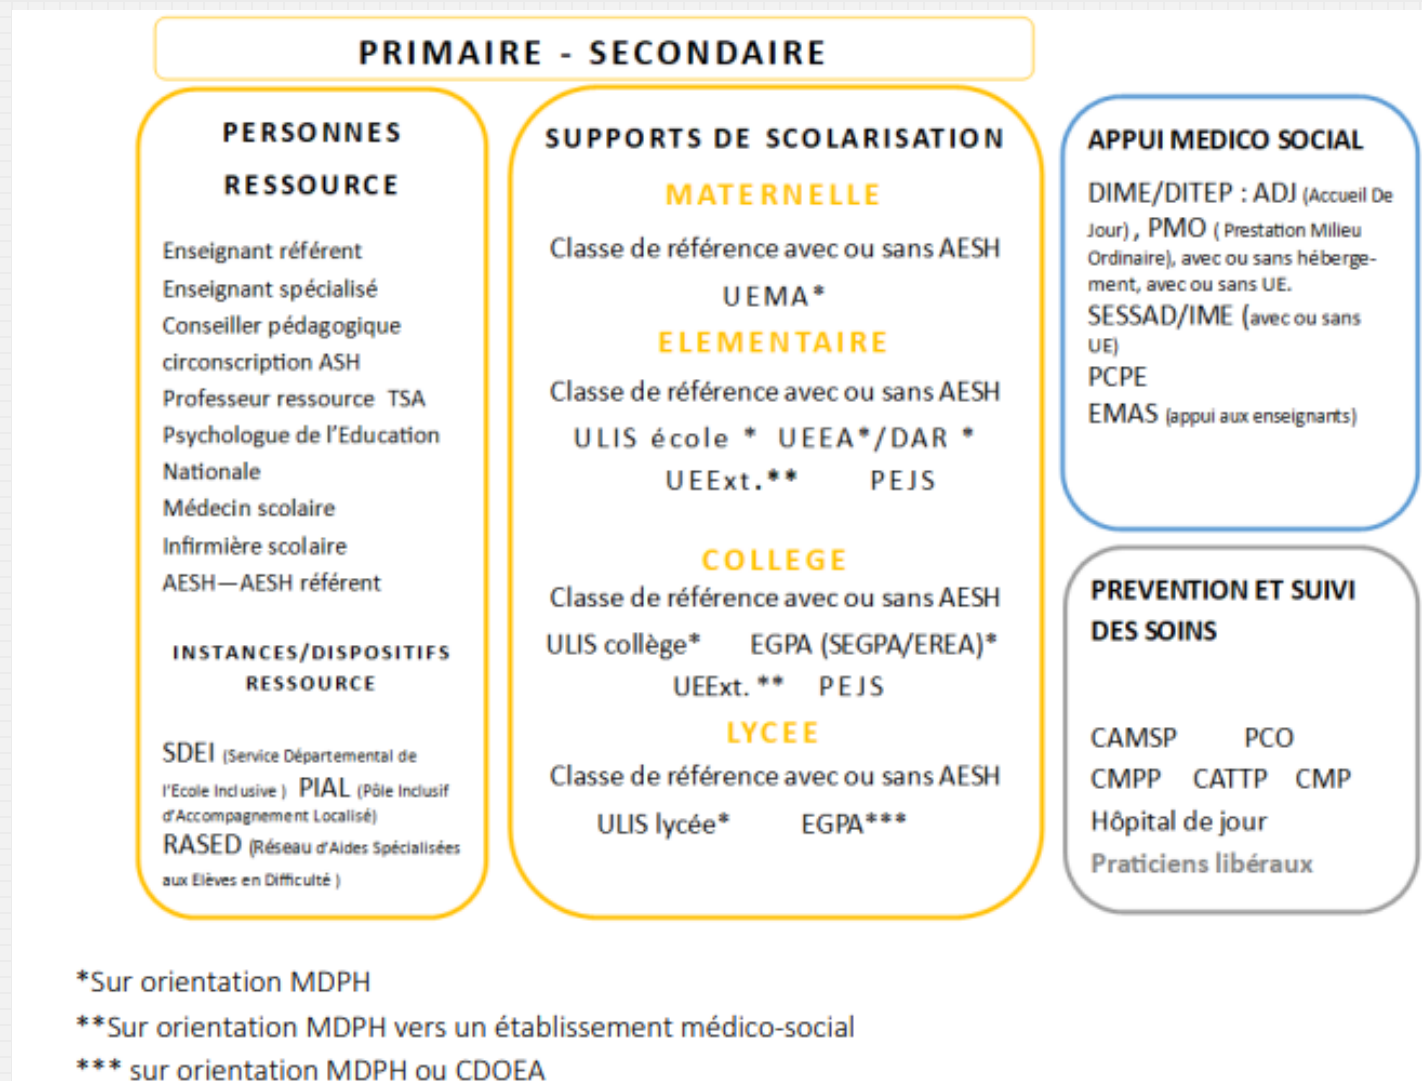 PRIMAIRE - SECONDAIRE
PERSONNES
RESSOURCE
Enseignant référent
Enseignant spécialisé
Conseiller pédagogique
circonscription ASH
Professeur ressource TSA
Psychologue de l’Education
Nationale
Médecin scolaire
Infirmière scolaire
AESH—AESH référent
INSTANCES/DISPOSITIFS
RESSOURCE
SDEI (Service Départemental de
l’Ecole Inclusive ) PIAL (Pôle Inclusif
d’Accompagnement Localisé)
RASED (Réseau d’Aides Spécialisées
aux Elèves en Difficulté )
SUPPORTS DE SCOLARISATION
MATERNELLE
Classe de référence avec ou sans AESH
UEMA*
ELEMENTAIRE
Classe de référence avec ou sans AESH
ULIS école * UEEA*/DAR *
UEExt.** PEJS
COLLEGE
Classe de référence avec ou sans AESH
ULIS collège* EGPA (SEGPA/EREA)*
UEExt. ** PEJS
LYCEE
Classe de référence avec ou sans AESH
ULIS lycée* EGPA***
APPUI MEDICO SOCIAL
DIME/DITEP : ADJ (Accueil De
Jour) , PMO ( Prestation Milieu
Ordinaire), avec ou sans héberge-
ment, avec ou sans UE.
SESSAD/IME (avec ou sans
UE)
PCPE
EMAS (appui aux enseignants)
PREVENTION ET SUIVI
DES SOINS
CAMSP PCO
CMPP CATTP CMP
Hôpital de jour
Praticiens libéraux
*Sur orientation MDPH
**Sur orientation MDPH vers un établissement médico-social
*** sur orientation MDPH ou CDOEA